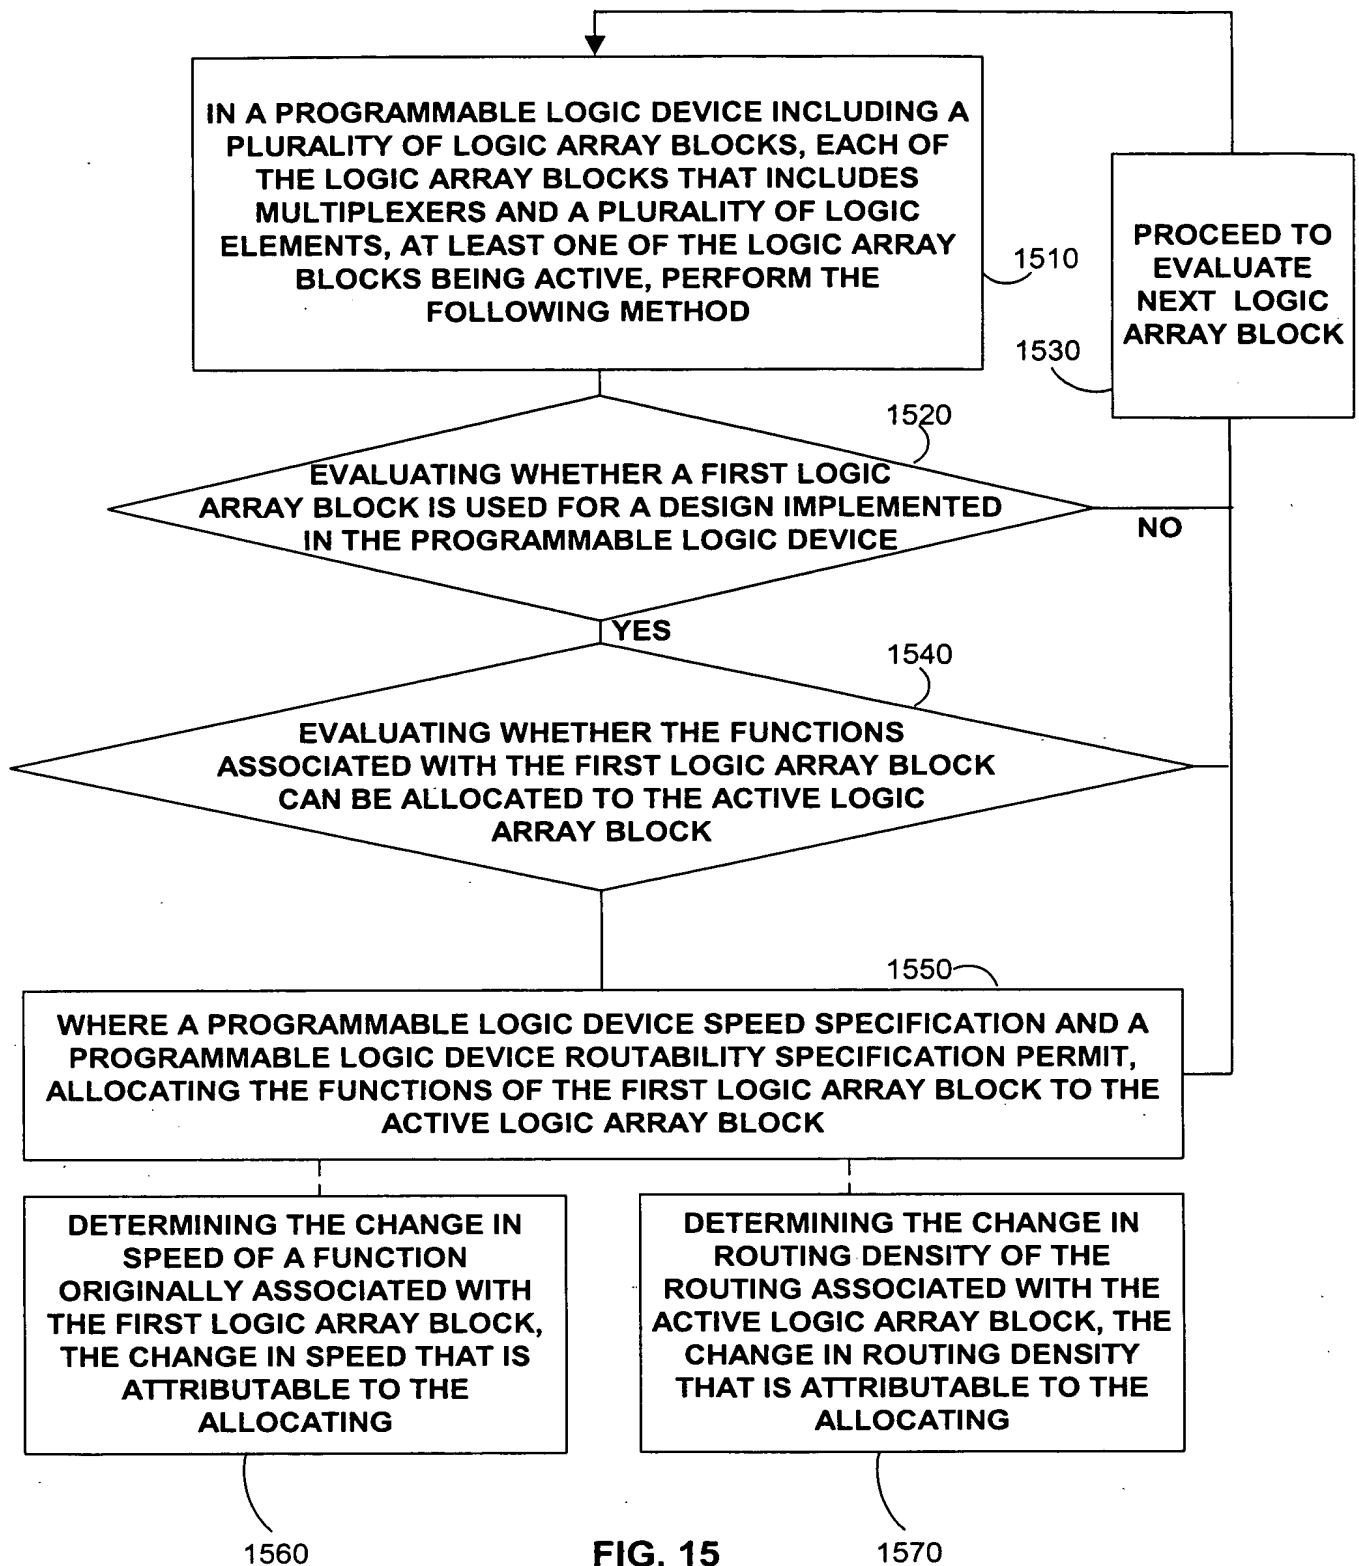 IN A PROGRAMMABLE LOGIC DEVICE INCLUDING A
PLURALITY OF LOGIC ARRAY BLOCKS, EACH OF
THE LOGIC ARRAY BLOCKS THAT INCLUDES
MULTIPLEXERS AND A PLURALITY OF LOGIC
ELEMENTS, AT LEAST ONE OF THE LOGIC ARRAY
BLOCKS BEING ACTIVE, PERFORM THE
FOLLOWING METHOD
1510
PROCEED TO
EVALUATE
NEXT LOGIC
ARRAY BLOCK
1530
1520
EVALUATING WHETHER A FIRST LOGIC
ARRAY BLOCK IS USED FOR A DESIGN IMPLEMENTED
IN THE PROGRAMMABLE LOGIC DEVICE
NO
YES
1540
EVALUATING WHETHER THE FUNCTIONS
ASSOCIATED WITH THE FIRST LOGIC ARRAY BLOCK
CAN BE ALLOCATED TO THE ACTIVE LOGIC
ARRAY BLOCK
1550
WHERE A PROGRAMMABLE LOGIC DEVICE SPEED SPECIFICATION AND A
PROGRAMMABLE LOGIC DEVICE ROUTABILITY SPECIFICATION PERMIT,
ALLOCATING THE FUNCTIONS OF THE FIRST LOGIC ARRAY BLOCK TO THE
ACTIVE LOGIC ARRAY BLOCK
DETERMINING THE CHANGE IN
SPEED OF A FUNCTION
ORIGINALLY ASSOCIATED WITH
THE FIRST LOGIC ARRAY BLOCK,
THE CHANGE IN SPEED THAT IS
ATTRIBUTABLE TO THE
ALLOCATING
DETERMINING THE CHANGE IN
ROUTING DENSITY OF THE
ROUTING ASSOCIATED WITH THE
ACTIVE LOGIC ARRAY BLOCK, THE
CHANGE IN ROUTING DENSITY
THAT IS ATTRIBUTABLE TO THE
ALLOCATING
1560
FIG. 15
1570